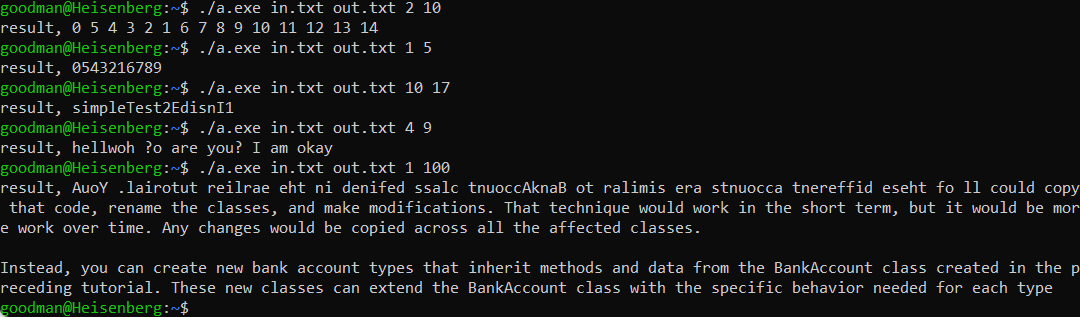 goodman@Heisenberg:~$ ./a.exe in.txt out.txt 2 10
result, 0 5 4 3 2 1 6 7 8 9 10 11 12 13 14
goodman@Heisenberg:~$ ./a.exe in.txt out.txt 1 5
result, 0543216789
goodman@Heisenberg:~$ ./a.exe in.txt out.txt 10 17
result, simpleTest2EdisnI1
goodman@Heisenberg:~$ ./a.exe in.txt out.txt 4 9
result, hellwoh ?o are you? I am okay
goodman@Heisenberg:~$ ./a.exe in.txt out.txt 1 100
result, AuoY .lairotut reilrae eht ni denifed ssalc tnuoccAknaB ot ralimis era stnuocca tnereffid eseht fo ll could copy
 that code, rename the classes, and make modifications. That technique would work in the short term, but it would be mor
e work over time. Any changes would be copied across all the affected classes.

Instead, you can create new bank account types that inherit methods and data from the BankAccount class created in the p
receding tutorial. These new classes can extend the BankAccount class with the specific behavior needed for each type
goodman@Heisenberg:~$